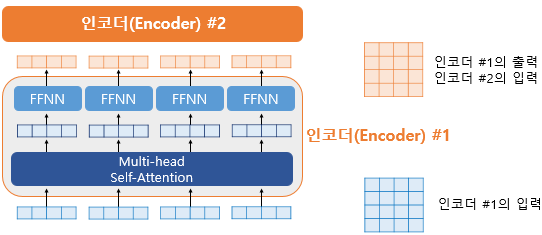 인코더(Encoder) #2
FFNN FFNN FFNN FFNN
Multi-head
Self-Attention
인코더(Encoder) #1
인코더 #1의 출력
인코더 #2의 입력
인코더 #1의 입력